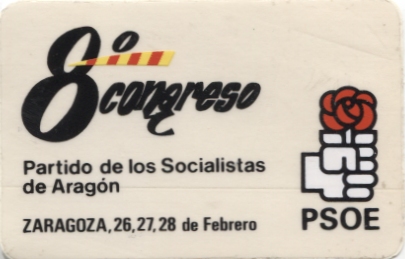 8º congreso
Partido de los Socialistas
de Aragón
ZARAGOZA, 26, 27, 28 de Febrero
PSOE